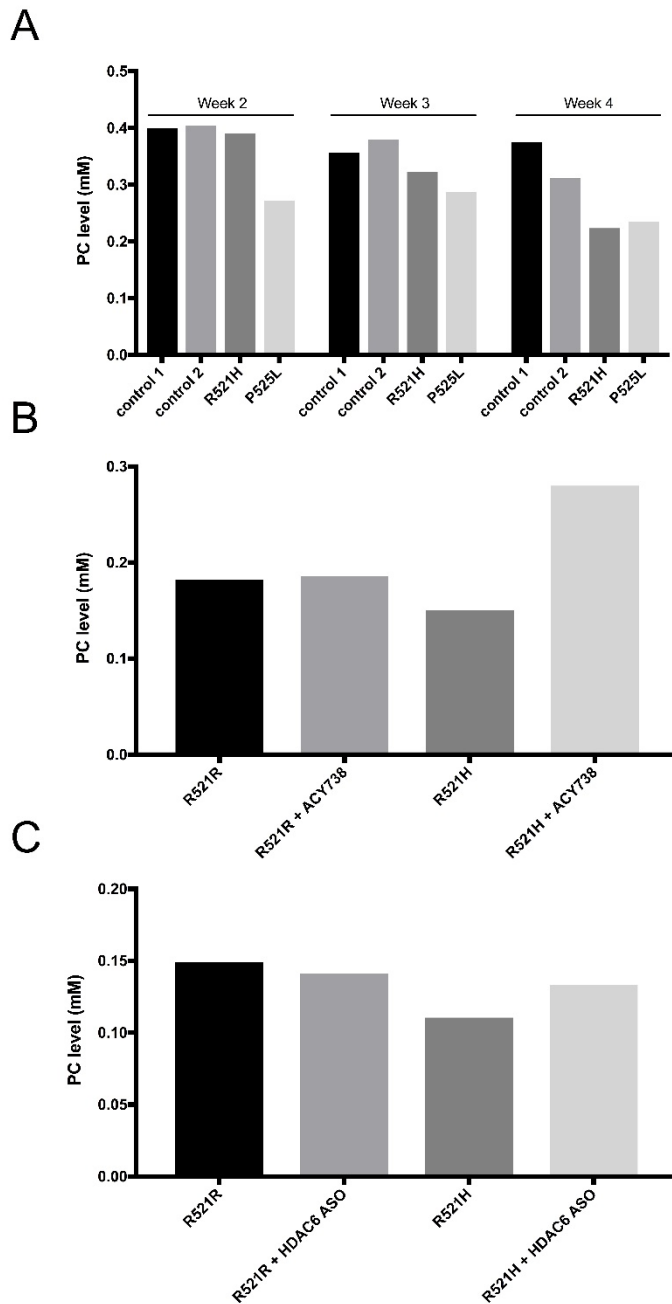 A
0.5
0.4
0.3
0.2
0.1
0.0
PC level (mM)
Week 2
Week 3
Week 4
control 1
control 2
R521H
P525L
control 1
control 2
R521H
P525L
control 1
control 2
R521H
P525L
B
0.3
0.2
0.1
0.0
PC level (mM)
R521R
R521R + ACY738
R521H
R521H + ACY738
C
0.20
0.15
0.10
0.05
0.00
PC level (mM)
R521R
R521R + HDAC6 ASO
R521H
R521H + HDAC6 ASO